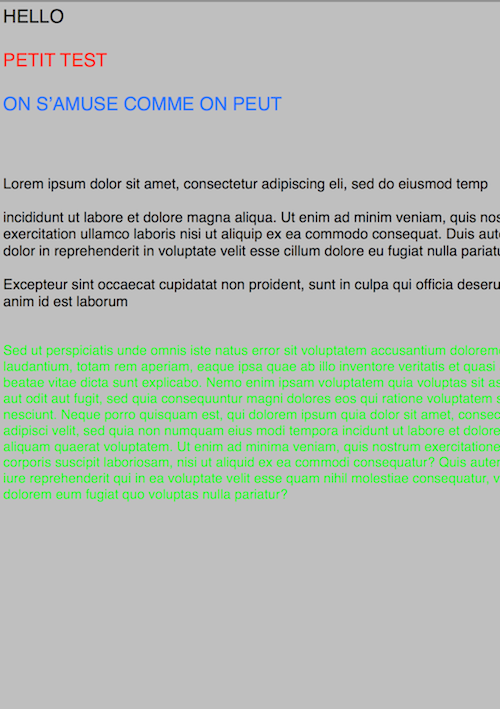 HELLO
PETIT TEST
ON S'AMUSE COMME ON PEUT
Lorem ipsum dolor sit amet, consectetur adipiscing eli, sed do eiusmod temp
incididunt ut labore et dolore magna aliqua. Ut enim ad minim veniam, quis nos
exercitation ullamco laboris nisi ut aliquip ex ea commodo consequat. Duis aut
dolor in reprehenderit in voluptate velit esse cillum dolore eu fugiat nulla pariatu
Excepteur sint occaecat cupidatat non proident, sunt in culpa qui officia deseru
anim id est laborum
Sed ut perspiciatis unde omnis iste natus error sit voluptatem accusantium dolorem
laudantium, totam rem aperiam, eaque ipsa quae ab illo inventore veritatis et quasi
beatae vitae dicta sunt explicabo. Nemo enim ipsam voluptatem quia voluptas sit as
aut odit aut fugit, sed quia consequuntur magni dolores eos qui ratione voluptatem s
nesciunt. Neque porro quisquam est, qui dolorem ipsum quia dolor sit amet, consec
adipisci velit, sed quia non numquam eius modi tempora incidunt ut labore et dolore
aliquam quaerat voluptatem. Ut enim ad minima veniam, quis nostrum exercitatione
corporis suscipit laboriosam, nisi ut aliquid ex ea commodi consequatur? Quis autem
iure reprehenderit qui in ea voluptate velit esse quam nihil molestiae consequatur, v
dolorem eum fugiat quo voluptas nulla pariatur?